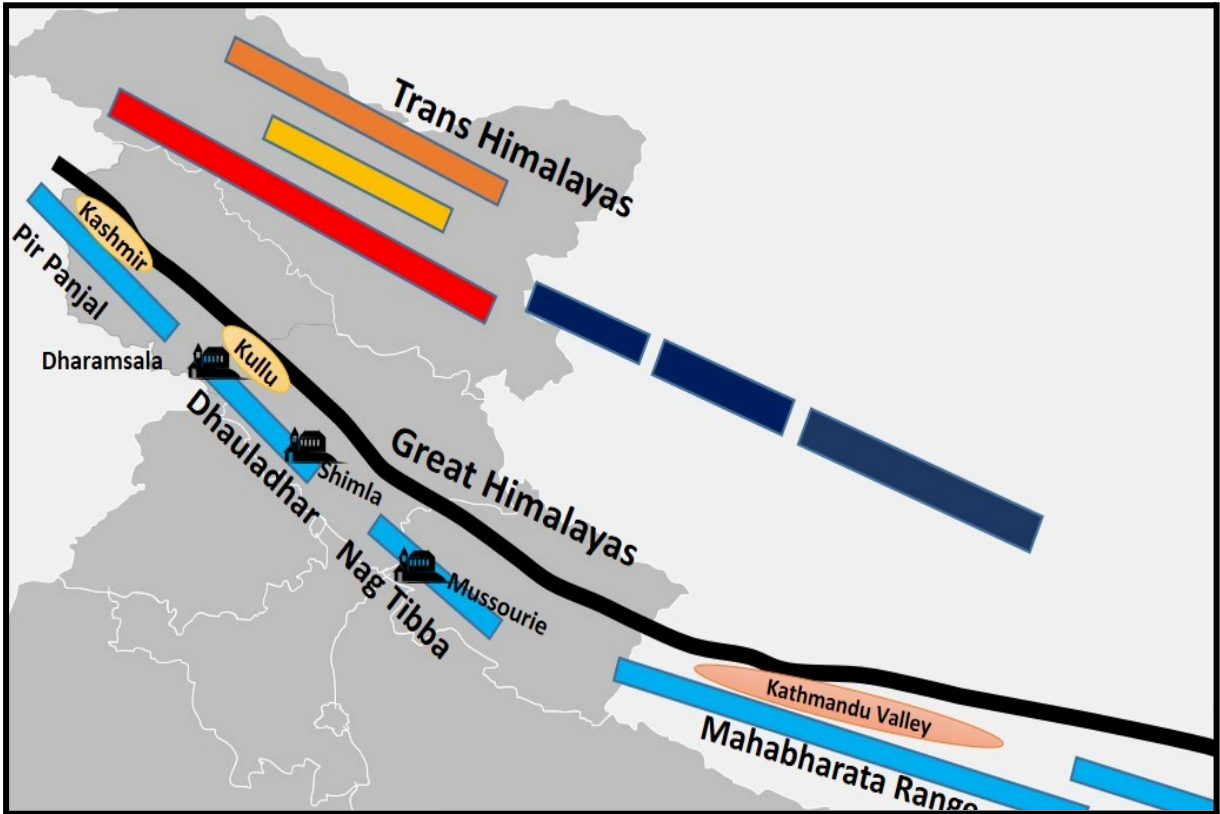 Trans Himalayas
Kashmir
Pir Panjal
Kullu
Dharamsala
Dhauladhar
Shimla
Great Himalayas
Nag Tibba
Mussourie
Kathmandu Valley
Mahabharata Range